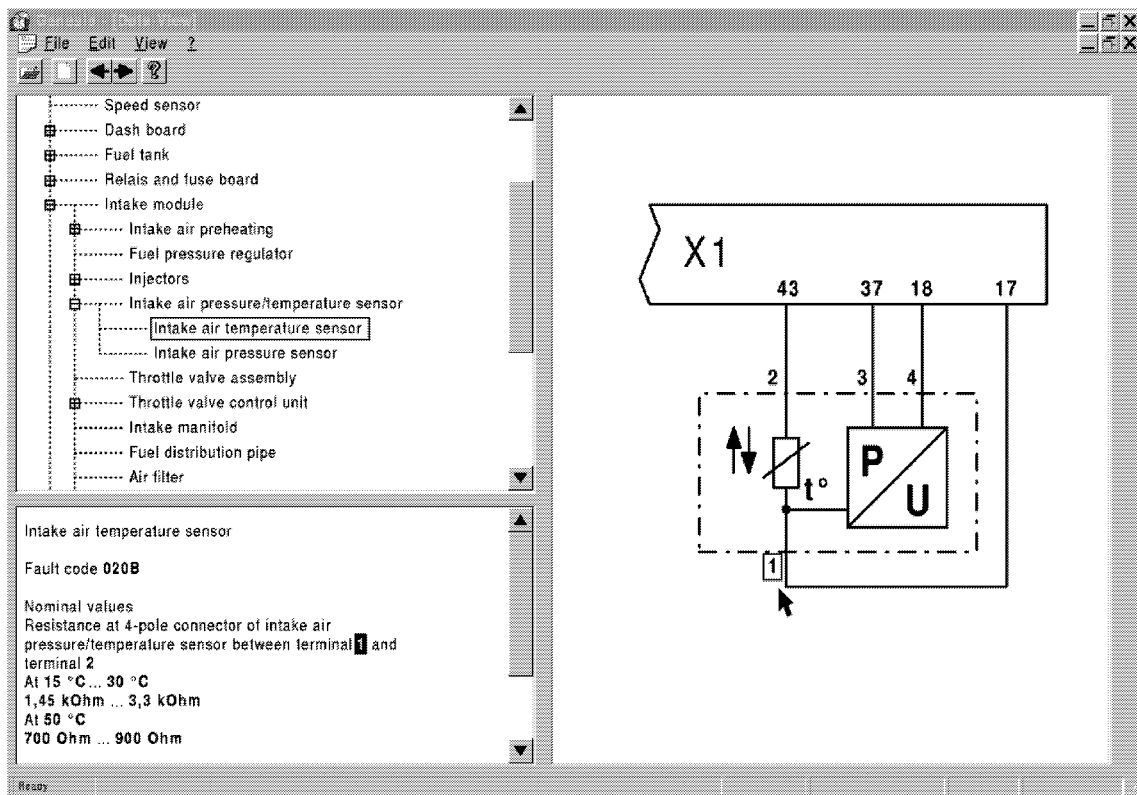 File Edit View ?
Speed sensor
Dash board
Fuel tank
Relais and fuse board
Intake module
Intake air preheating
Fuel pressure regulator
Injectors
Intake air pressure/temperature sensor
Intake air temperature sensor
Intake air pressure sensor
Throttle valve assembly
Throttle valve control unit
Intake manifold
Fuel distribution pipe
Air filter
Intake air temperature sensor
Fault code 020B
Nominal values
Resistance at 4-pole connector of intake air
pressure/temperature sensor between terminal 1 and
terminal 2
At 15 °C ... 30 °C
1,45 kOhm ... 3,3 kOhm
At 50 °C
700 Ohm ... 900 Ohm
Ready
X1
43 37 18 17
2 3 4
P
U
t°
1